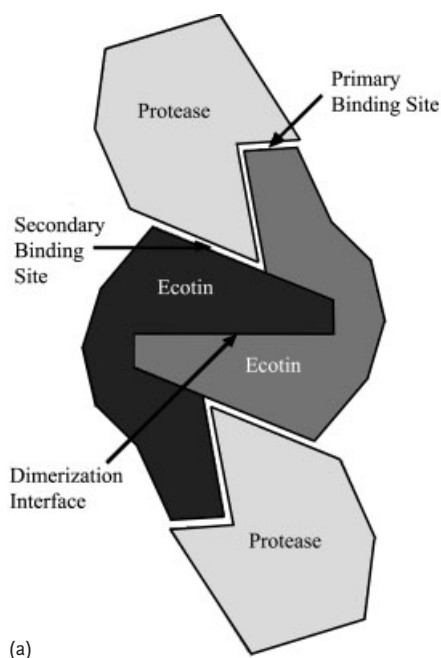 Protease
Primary
Binding Site
Secondary
Binding
Site
Ecotin
Ecotin
Dimerization
Interface
Protease
(a)